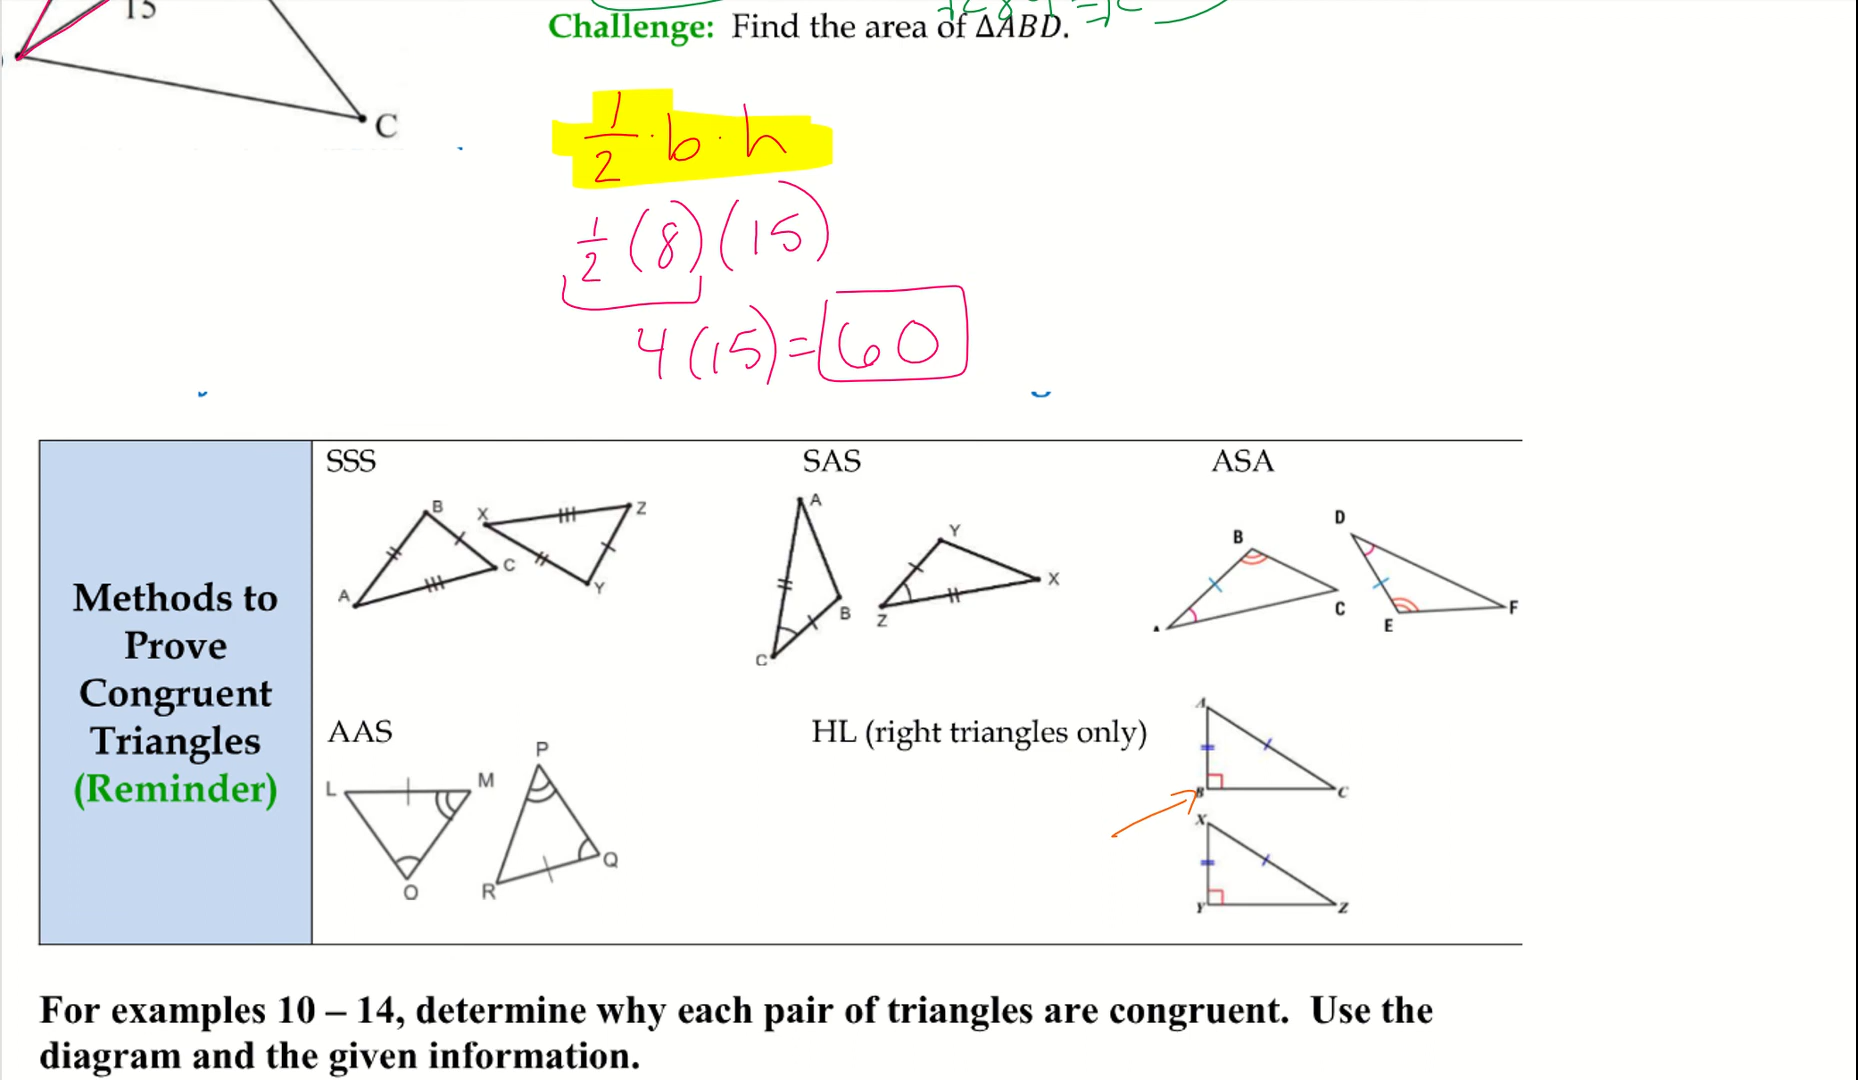 15
C
Challenge: Find the area of ΔABD.
1/2 · b · h
1/2 (8)(15)
4(15) = 60
Methods to
Prove
Congruent
Triangles
(Reminder)
SSS
B
X
Z
A
C
Y
SAS
A
Y
X
B
Z
C
ASA
D
B
C
E
F
AAS
L
M
P
O
R
Q
HL (right triangles only)
A
B
C
X
Y
Z
For examples 10 – 14, determine why each pair of triangles are congruent. Use the
diagram and the given information.